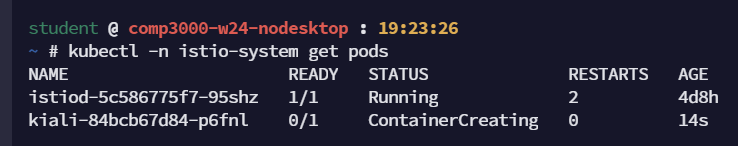 student @ comp3000-w24-nodesktop : 19:23:26
~ # kubectl -n istio-system get pods
NAME READY STATUS RESTARTS AGE
istiod-5c586775f7-95shz 1/1 Running 2 4d8h
kiali-84bcb67d84-p6fnl 0/1 ContainerCreating 0 14s